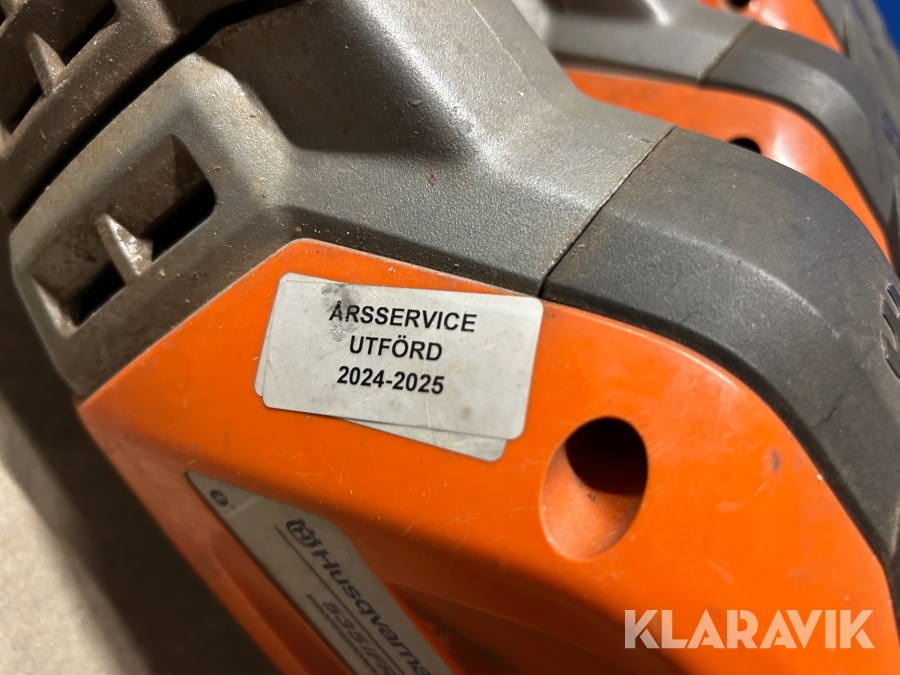 ÅRSSERVICE
UTFÖRD
2024-2025
Husqvarna
KLARAVIK